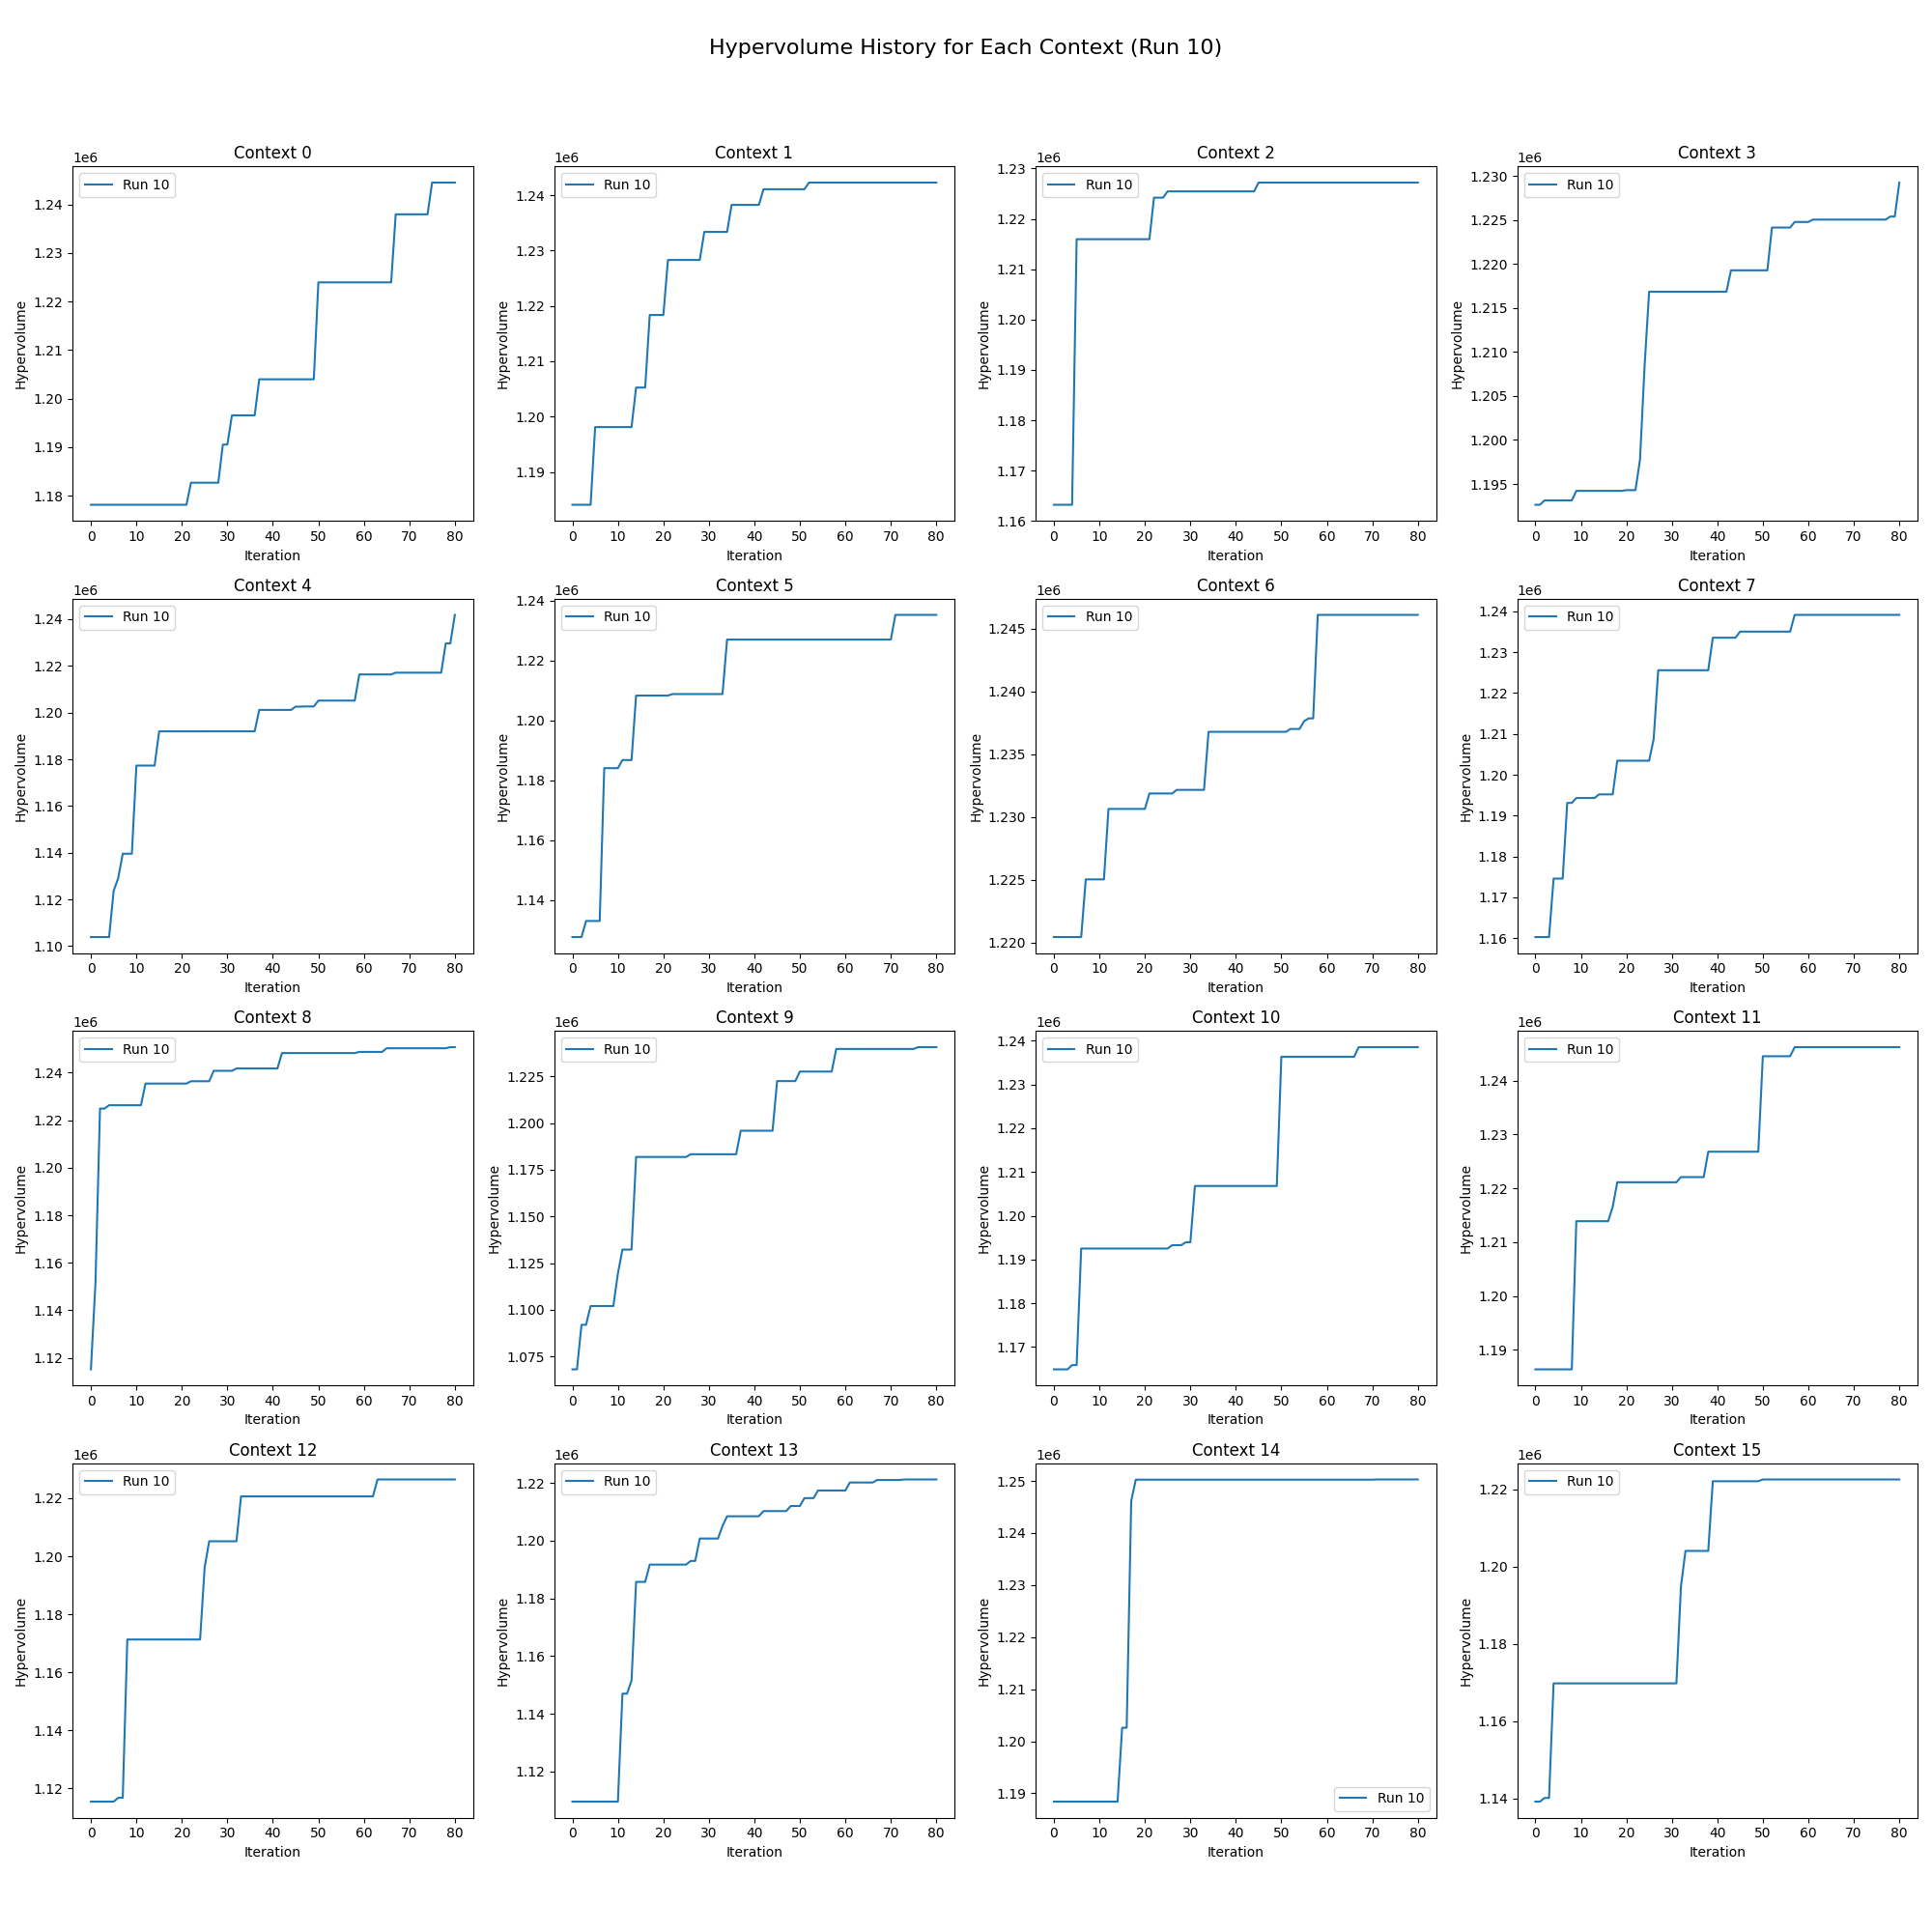 Hypervolume History for Each Context (Run 10)
Context 0
1e6
Run 10
Hypervolume
1.24
1.23
1.22
1.21
1.20
1.19
1.18
0 10 20 30 40 50 60 70 80
Iteration
Context 1
1e6
Run 10
Hypervolume
1.24
1.23
1.22
1.21
1.20
1.19
0 10 20 30 40 50 60 70 80
Iteration
Context 2
1e6
Run 10
Hypervolume
1.23
1.22
1.21
1.20
1.19
1.18
1.17
1.16
0 10 20 30 40 50 60 70 80
Iteration
Context 3
1e6
Run 10
Hypervolume
1.230
1.225
1.220
1.215
1.210
1.205
1.200
1.195
0 10 20 30 40 50 60 70 80
Iteration
Context 4
1e6
Run 10
Hypervolume
1.24
1.22
1.20
1.18
1.16
1.14
1.12
1.10
0 10 20 30 40 50 60 70 80
Iteration
Context 5
1e6
Run 10
Hypervolume
1.24
1.22
1.20
1.18
1.16
1.14
0 10 20 30 40 50 60 70 80
Iteration
Context 6
1e6
Run 10
Hypervolume
1.245
1.240
1.235
1.230
1.225
1.220
0 10 20 30 40 50 60 70 80
Iteration
Context 7
1e6
Run 10
Hypervolume
1.24
1.23
1.22
1.21
1.20
1.19
1.18
1.17
1.16
0 10 20 30 40 50 60 70 80
Iteration
Context 8
1e6
Run 10
Hypervolume
1.24
1.22
1.20
1.18
1.16
1.14
1.12
0 10 20 30 40 50 60 70 80
Iteration
Context 9
1e6
Run 10
Hypervolume
1.225
1.200
1.175
1.150
1.125
1.100
1.075
0 10 20 30 40 50 60 70 80
Iteration
Context 10
1e6
Run 10
Hypervolume
1.24
1.23
1.22
1.21
1.20
1.19
1.18
1.17
0 10 20 30 40 50 60 70 80
Iteration
Context 11
1e6
Run 10
Hypervolume
1.24
1.23
1.22
1.21
1.20
1.19
0 10 20 30 40 50 60 70 80
Iteration
Context 12
1e6
Run 10
Hypervolume
1.22
1.20
1.18
1.16
1.14
1.12
0 10 20 30 40 50 60 70 80
Iteration
Context 13
1e6
Run 10
Hypervolume
1.22
1.20
1.18
1.16
1.14
1.12
0 10 20 30 40 50 60 70 80
Iteration
Context 14
1e6
Hypervolume
1.25
1.24
1.23
1.22
1.21
1.20
1.19
Run 10
0 10 20 30 40 50 60 70 80
Iteration
Context 15
1e6
Run 10
Hypervolume
1.22
1.20
1.18
1.16
1.14
0 10 20 30 40 50 60 70 80
Iteration